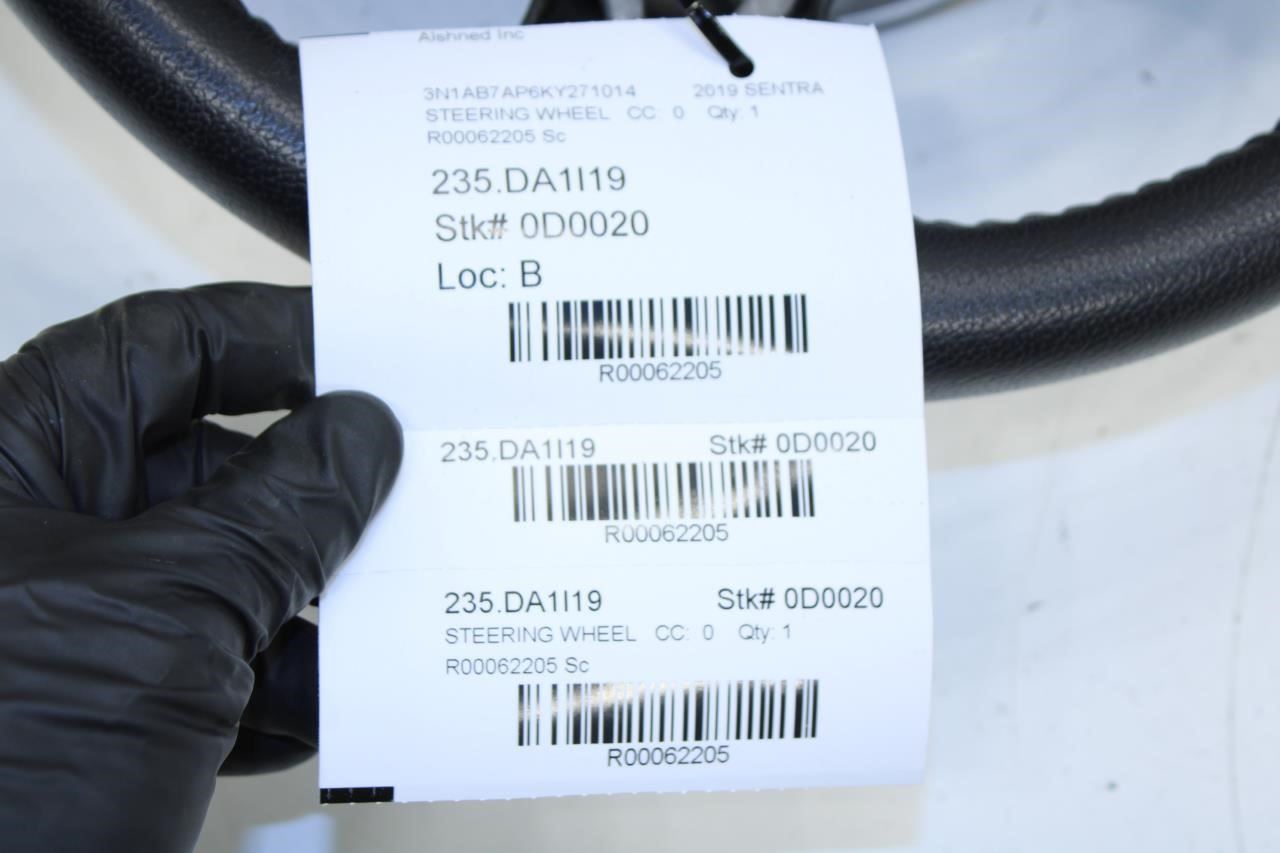 Alshned Inc
3N1AB7AP6KY271014 2019 SENTRA
STEERING WHEEL CC: 0 Qty: 1
R00062205 Sc
235.DA1I19
Stk# 0D0020
Loc: B
R00062205
235.DA1I19 Stk# 0D0020
R00062205
235.DA1I19 Stk# 0D0020
STEERING WHEEL CC: 0 Qty: 1
R00062205 Sc
R00062205